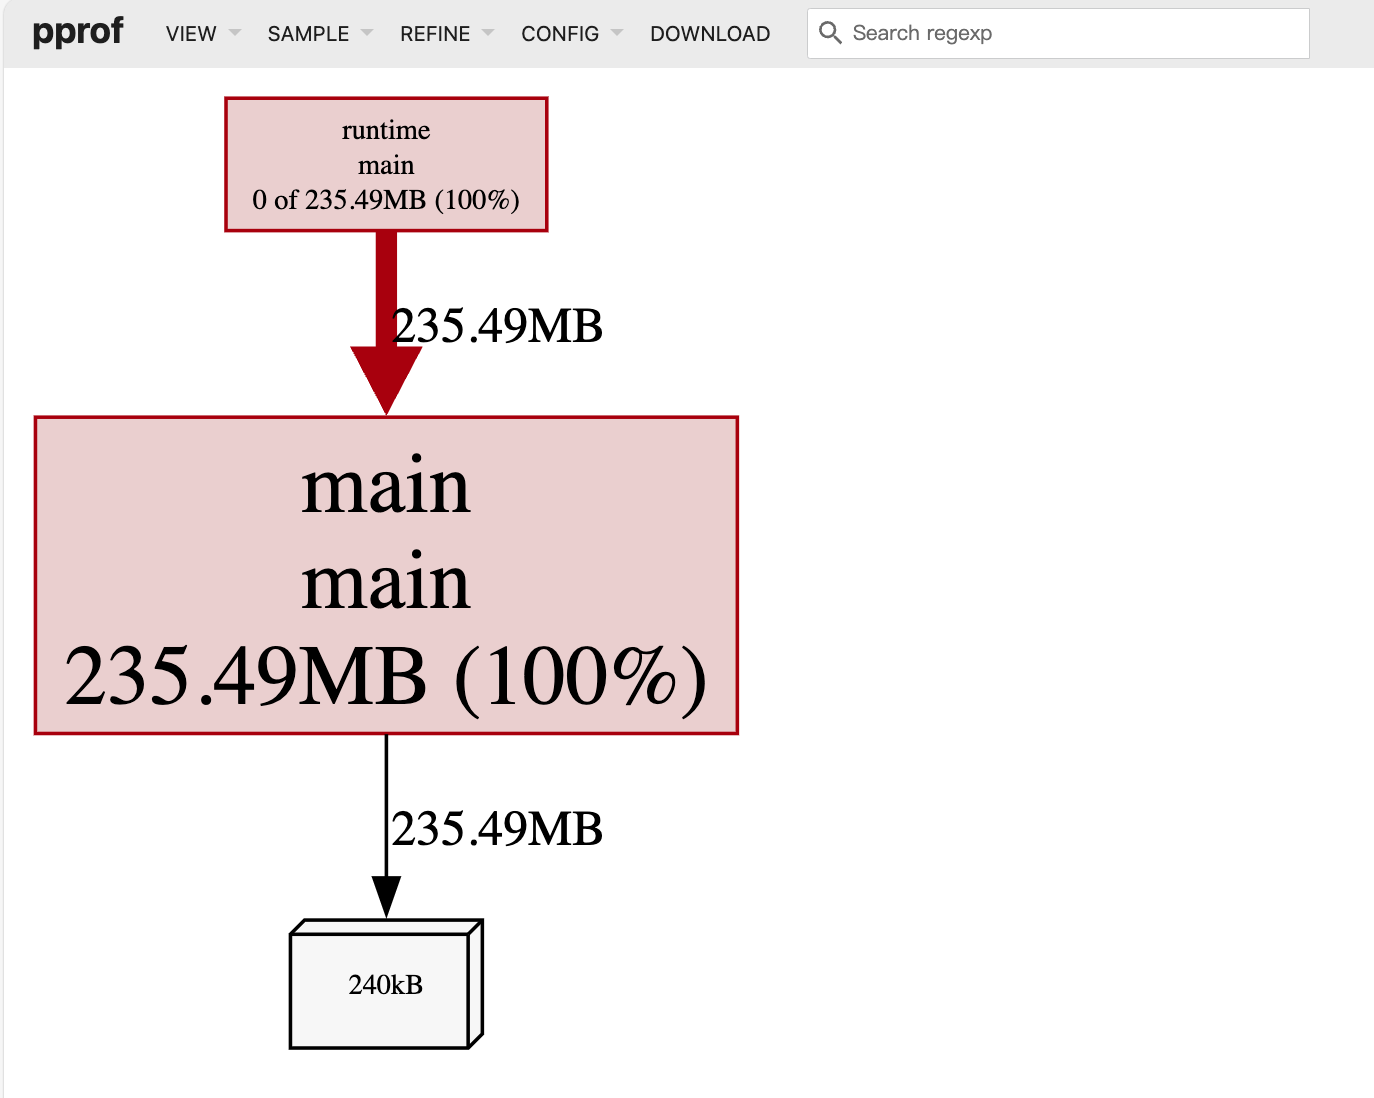 pprof VIEW SAMPLE REFINE CONFIG DOWNLOAD Search regexp
runtime
main
0 of 235.49MB (100%)
235.49MB
main
main
235.49MB (100%)
235.49MB
240kB